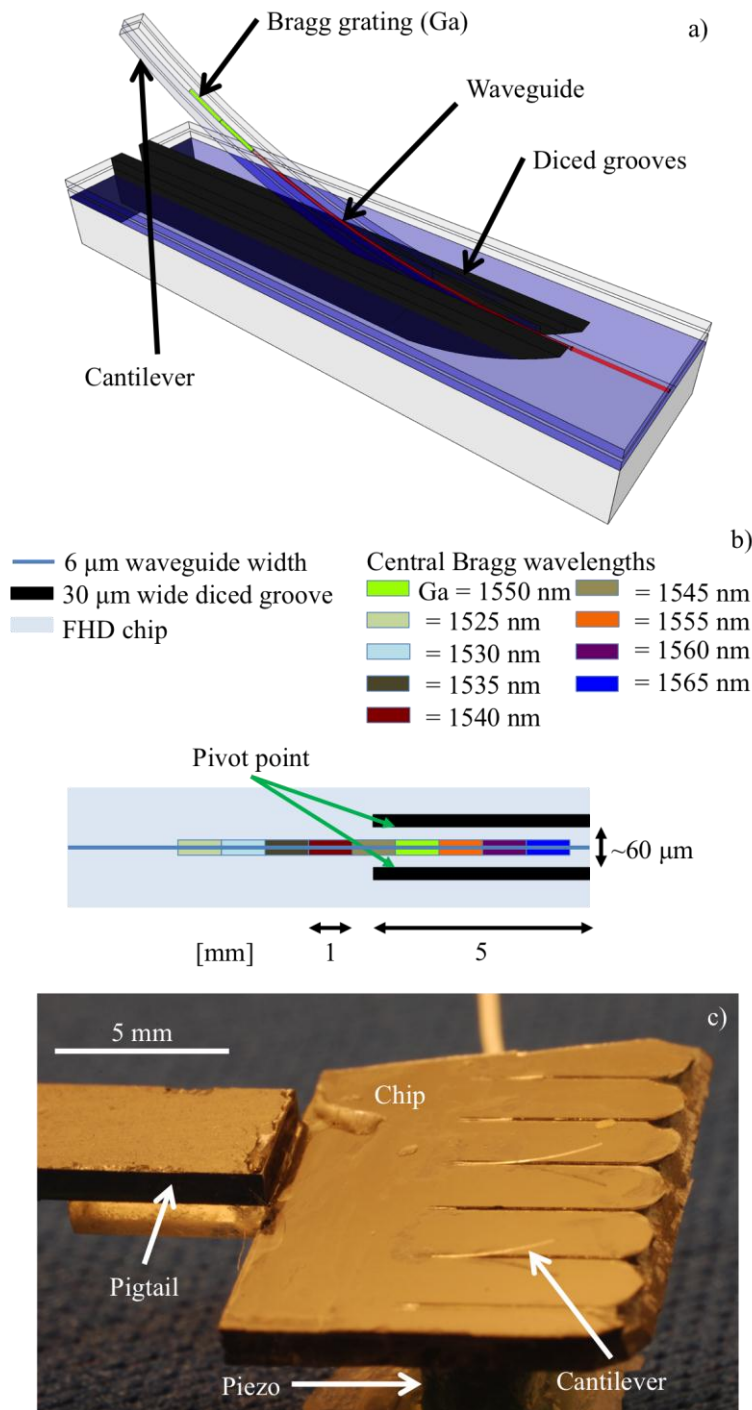 a)
Bragg grating (Ga)
Waveguide
Diced grooves
Cantilever
b)
6 μm waveguide width
30 μm wide diced groove
FHD chip
Central Bragg wavelengths
Ga = 1550 nm
= 1525 nm
= 1530 nm
= 1535 nm
= 1540 nm
= 1545 nm
= 1555 nm
= 1560 nm
= 1565 nm
Pivot point
~60 μm
[mm]
1
5
c)
5 mm
Chip
Pigtail
Piezo
Cantilever